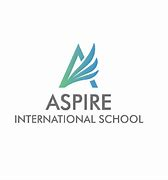 ASPIRE
INTERNATIONAL SCHOOL